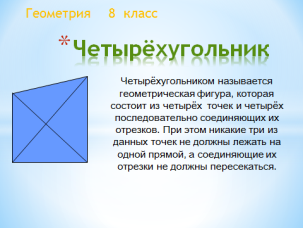 Геометрия 8 класс
*Четырёхугольник
Четырёхугольником называется
геометрическая фигура, которая
состоит из четырёх точек и четырёх
последовательно соединяющих их
отрезков. При этом никакие три из
данных точек не должны лежать на
одной прямой, а соединяющие их
отрезки не должны пересекаться.